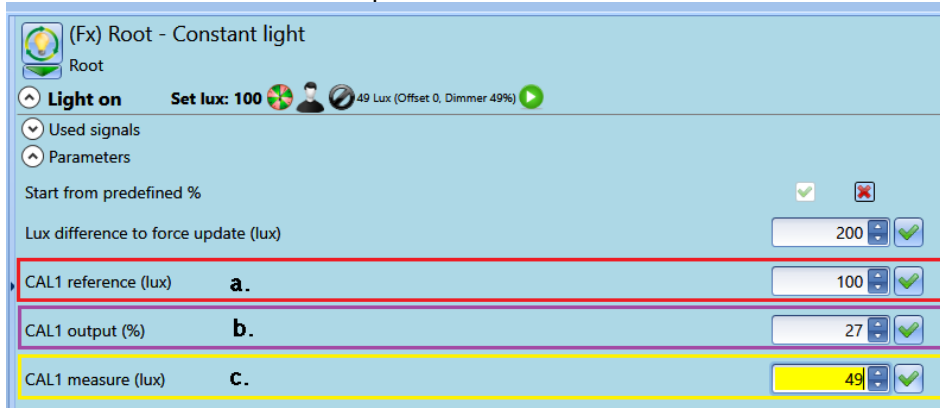 (Fx) Root - Constant light
Root
Light on Set lux: 100 49 Lux (Offset 0, Dimmer 49%)
Used signals
Parameters
Start from predefined %
Lux difference to force update (lux) 200
CAL1 reference (lux) a. 100
CAL1 output (%) b. 27
CAL1 measure (lux) c. 49